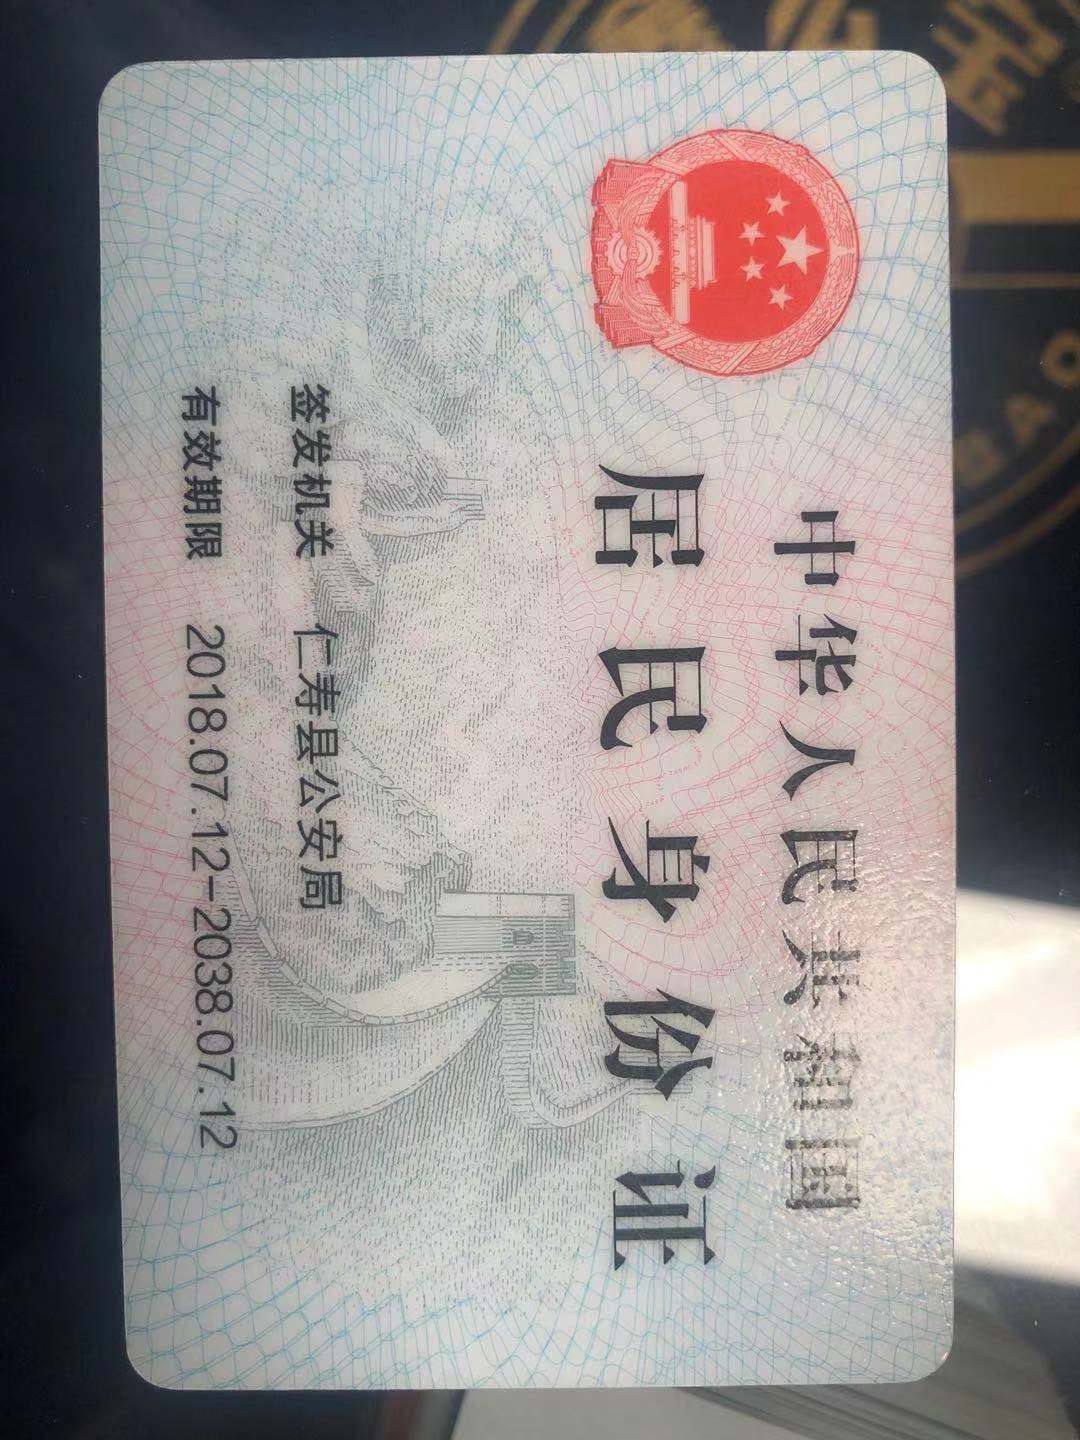 中华人民共和国
居民身份证
签发机关 仁寿县公安局
有效期限 2018.07.12-2038.07.12